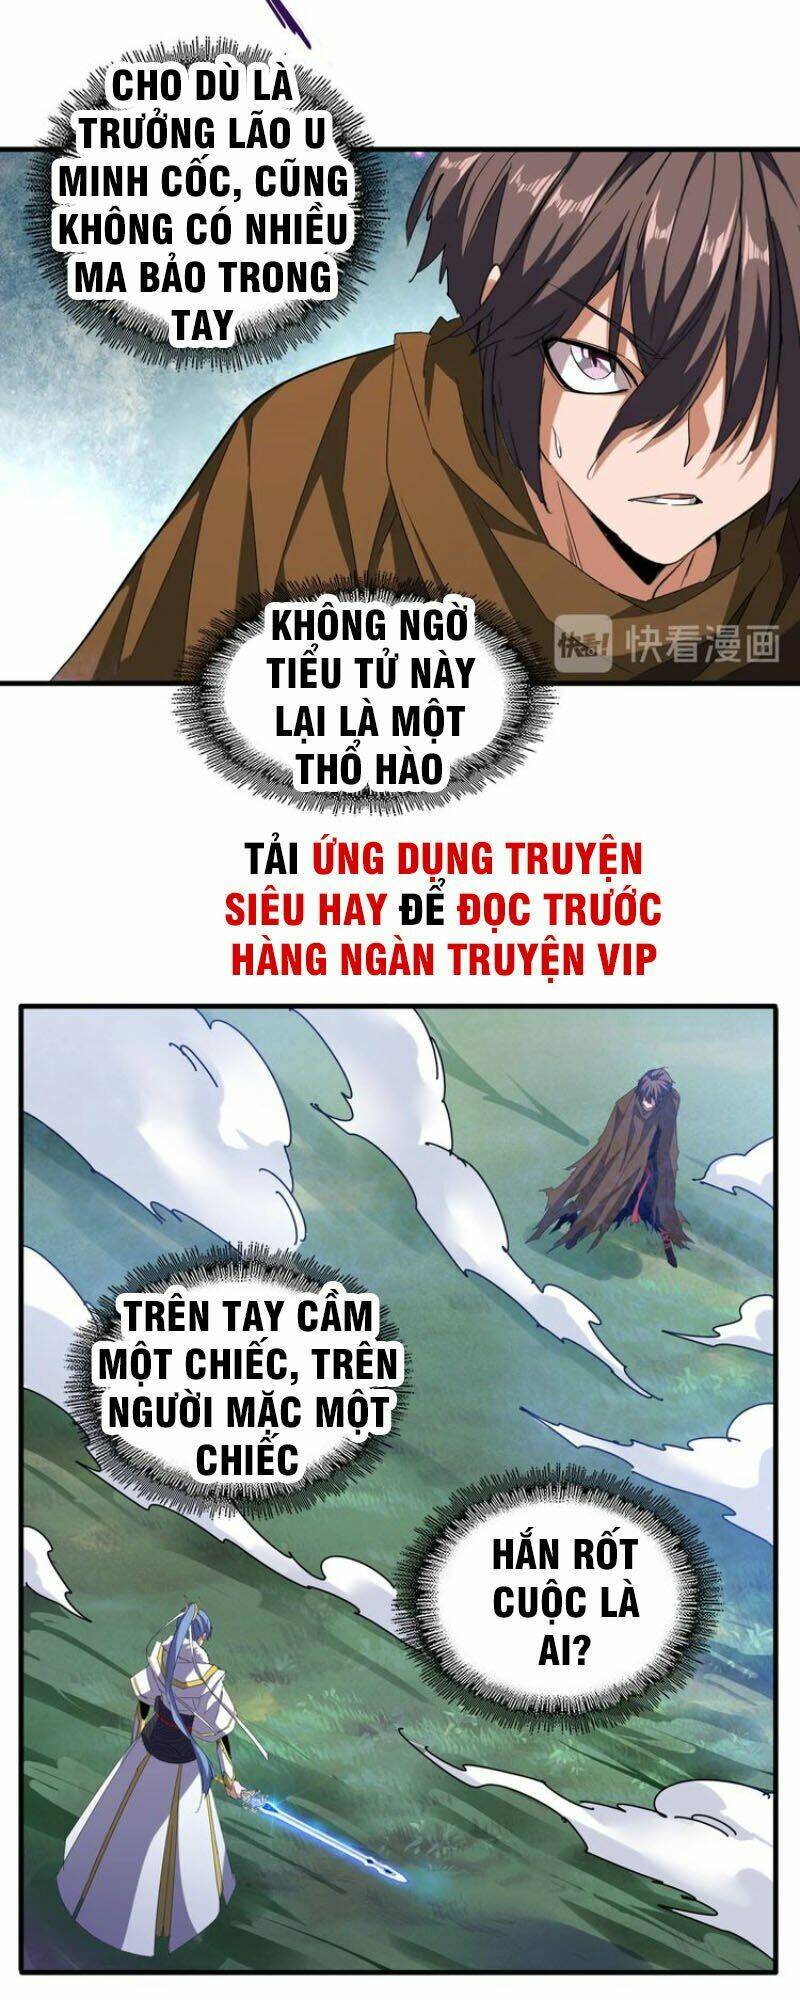 CHO DÙ LÀ
TRƯỞNG LÃO U
MINH CỐC, CŨNG
KHÔNG CÓ NHIỀU
MA BẢO TRONG
TAY
KHÔNG NGỜ
TIỂU TỬ NÀY
LẠI LÀ MỘT
THỔ HÀO
快看! 快看漫画
TẢI ỨNG DỤNG TRUYỆN
SIÊU HAY ĐỂ ĐỌC TRƯỚC
HÀNG NGÀN TRUYỆN VIP
TRÊN TAY CẦM
MỘT CHIẾC, TRÊN
NGƯỜI MẶC MỘT
CHIẾC
HẮN RỐT
CUỘC LÀ
AI?